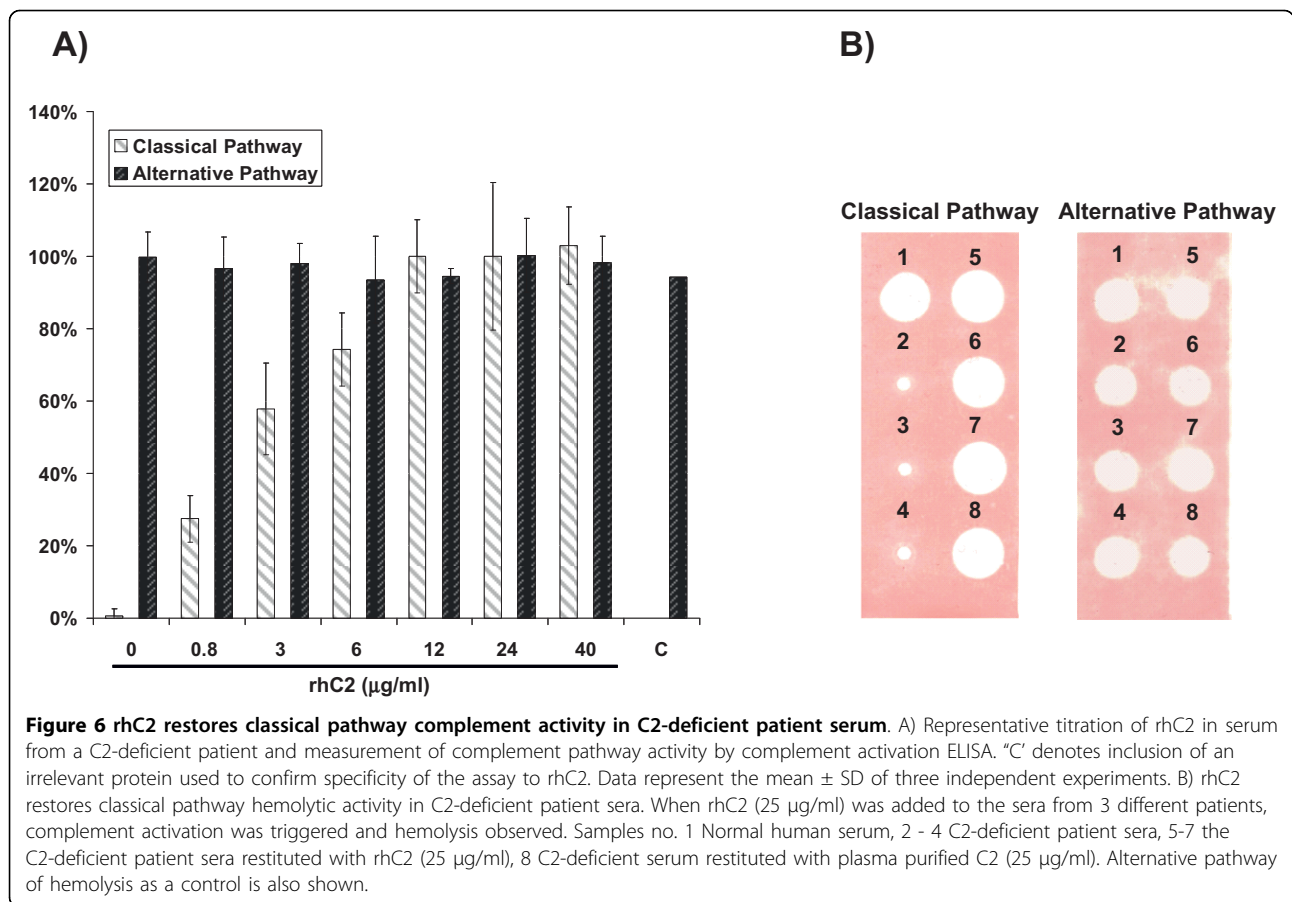 A)
B)
140%
120%
100%
80%
60%
40%
20%
0%
Classical Pathway
Alternative Pathway
0 0.8 3 6 12 24 40 C
rhC2 (µg/ml)
Classical Pathway Alternative Pathway
1 5 1 5
2 6 2 6
3 7 3 7
4 8 4 8
Figure 6 rhC2 restores classical pathway complement activity in C2-deficient patient serum. A) Representative titration of rhC2 in serum
from a C2-deficient patient and measurement of complement pathway activity by complement activation ELISA. “C’ denotes inclusion of an
irrelevant protein used to confirm specificity of the assay to rhC2. Data represent the mean ± SD of three independent experiments. B) rhC2
restores classical pathway hemolytic activity in C2-deficient patient sera. When rhC2 (25 µg/ml) was added to the sera from 3 different patients,
complement activation was triggered and hemolysis observed. Samples no. 1 Normal human serum, 2 - 4 C2-deficient patient sera, 5-7 the
C2-deficient patient sera restituted with rhC2 (25 µg/ml), 8 C2-deficient serum restituted with plasma purified C2 (25 µg/ml). Alternative pathway
of hemolysis as a control is also shown.